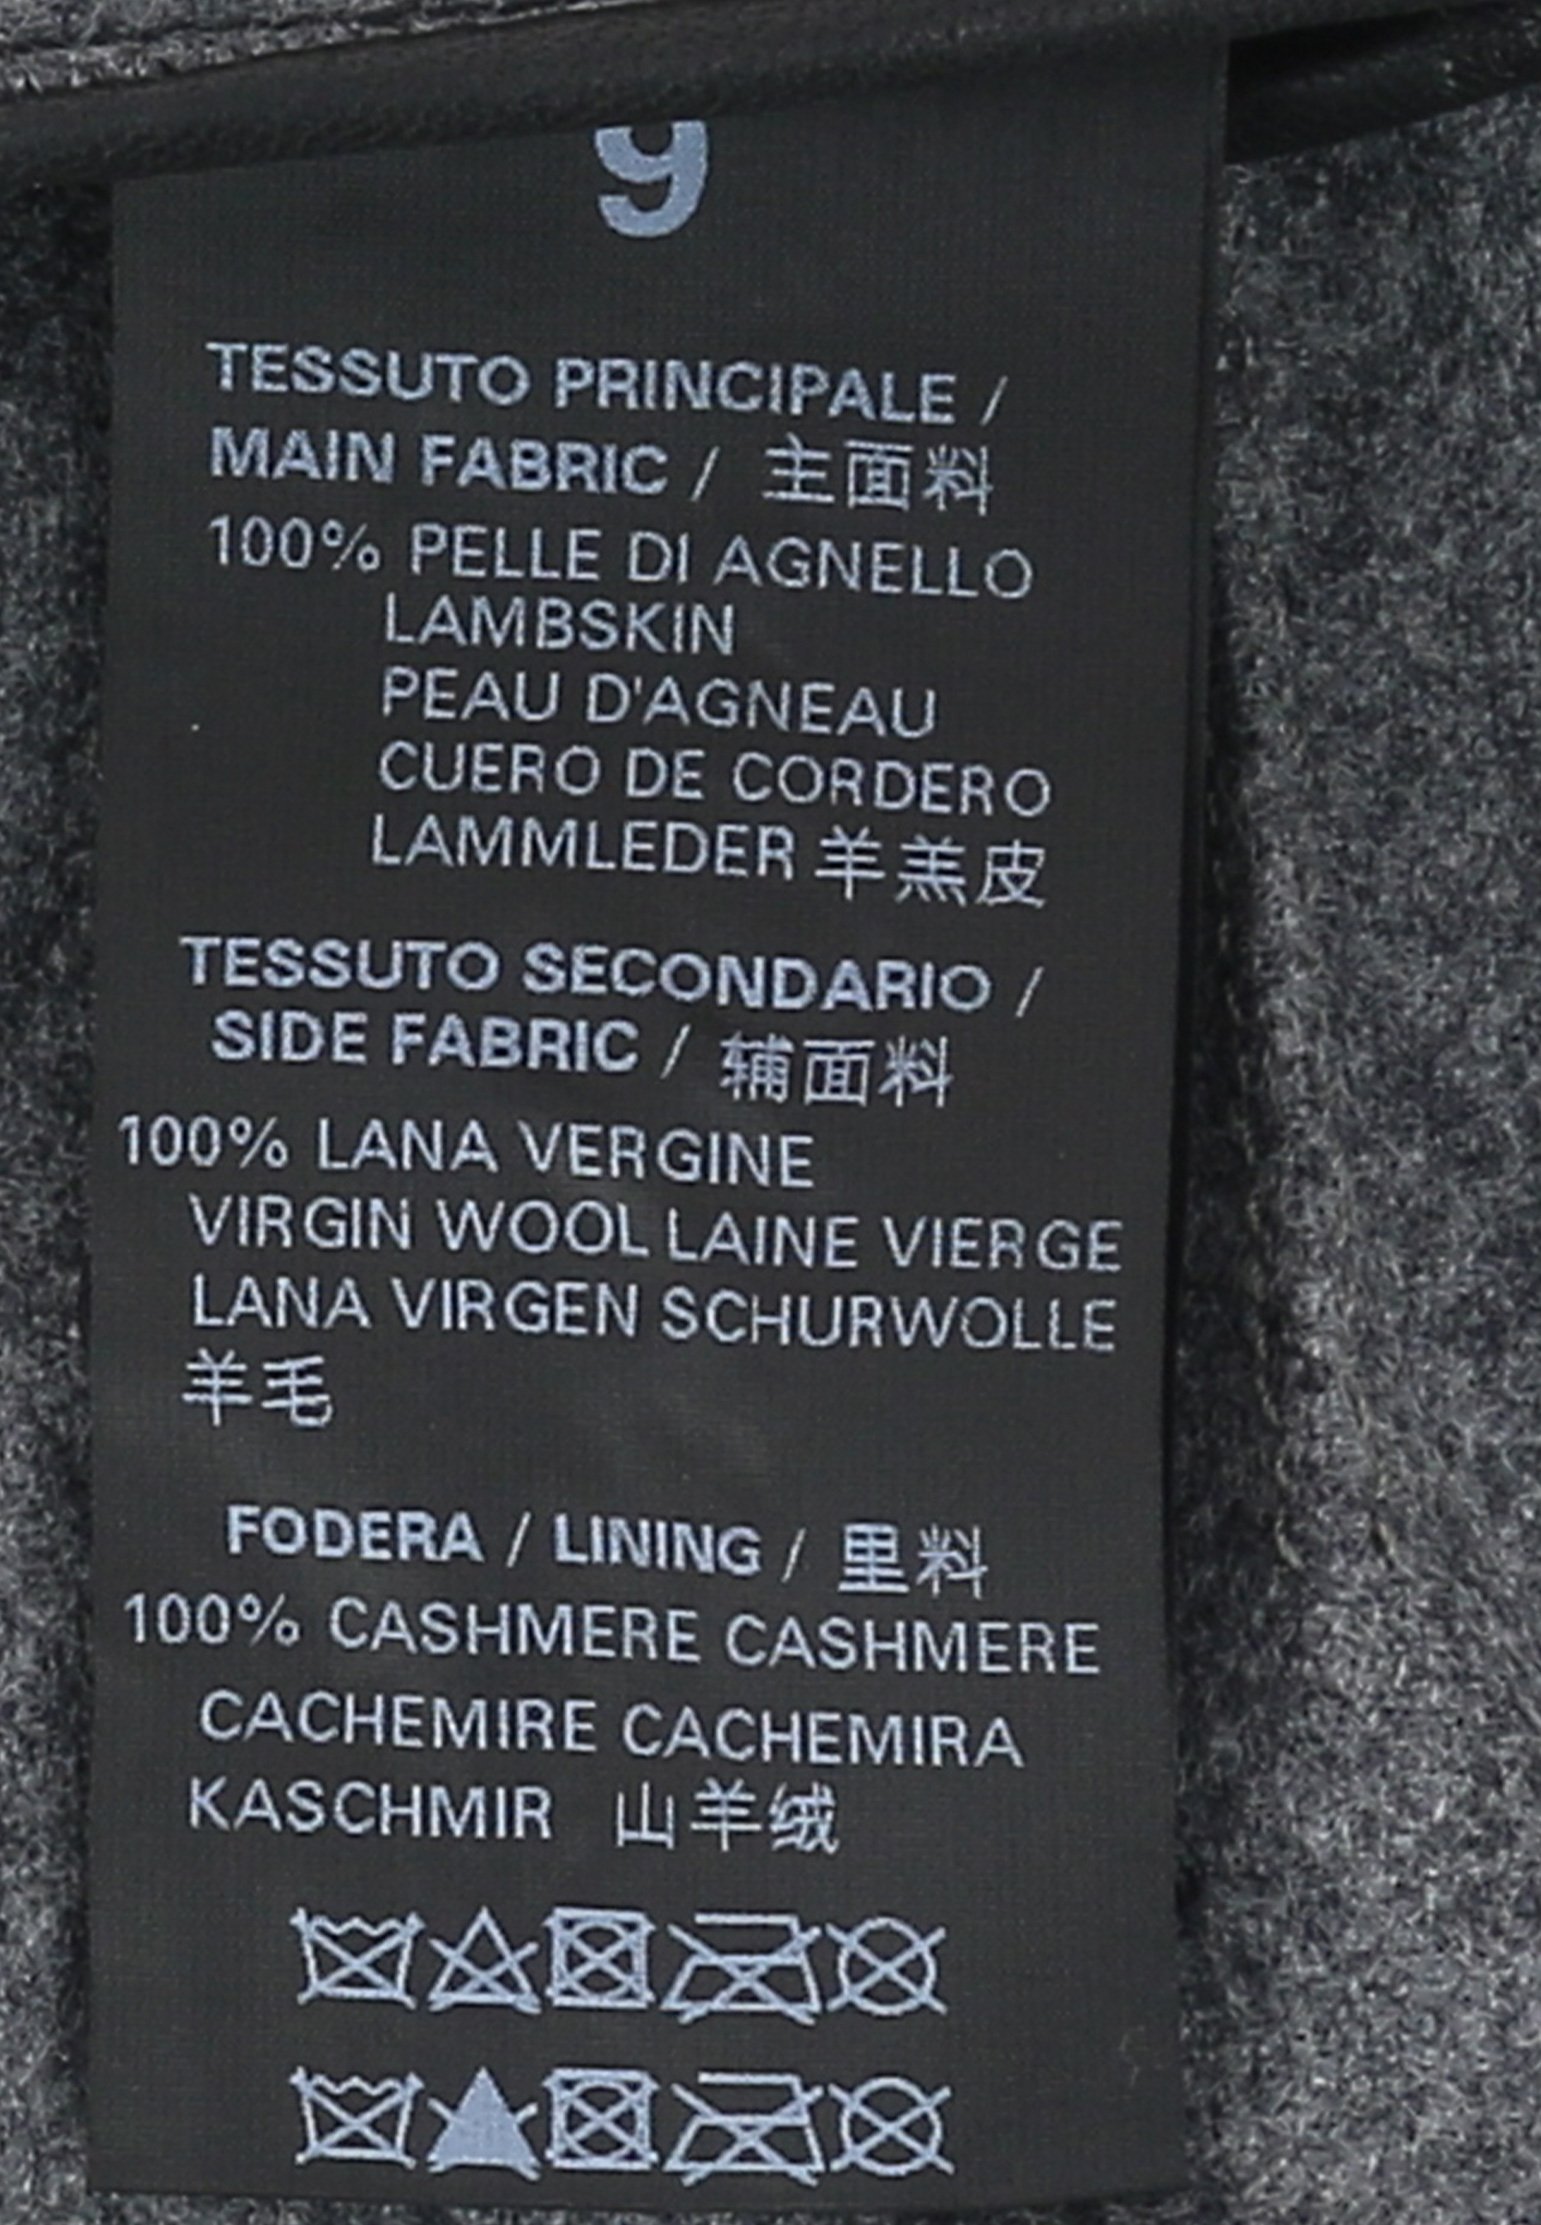 9
TESSUTO PRINCIPALE /
MAIN FABRIC / 主面料
100% PELLE DI AGNELLO
LAMBSKIN
PEAU D'AGNEAU
CUERO DE CORDERO
LAMMLEDER 羊羔皮
TESSUTO SECONDARIO /
SIDE FABRIC / 辅面料
100% LANA VERGINE
VIRGIN WOOL LAINE VIERGE
LANA VIRGEN SCHURWOLLE
羊毛
FODERA / LINING / 里料
100% CASHMERE CASHMERE
CACHEMIRE CACHEMIRA
KASCHMIR 山羊绒